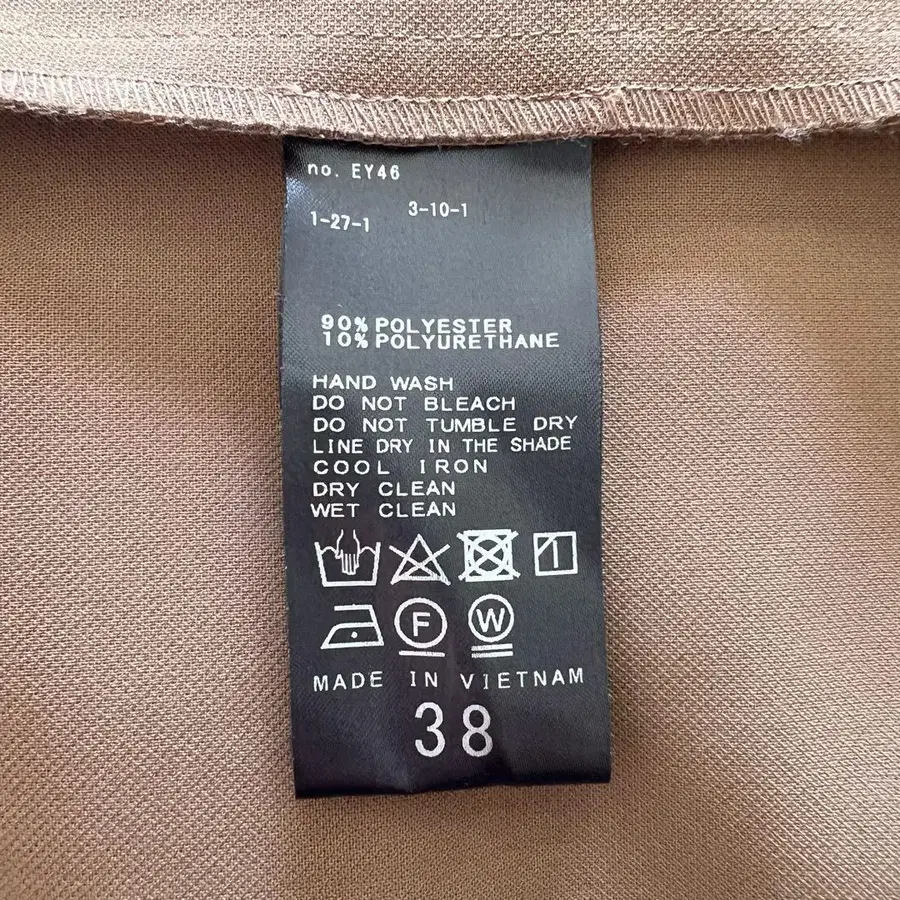 no. EY46
3-10-1
1-27-1
90% POLYESTER
10% POLYURETHANE
HAND WASH
DO NOT BLEACH
DO NOT TUMBLE DRY
LINE DRY IN THE SHADE
COOL IRON
DRY CLEAN
WET CLEAN
F W
MADE IN VIETNAM
38